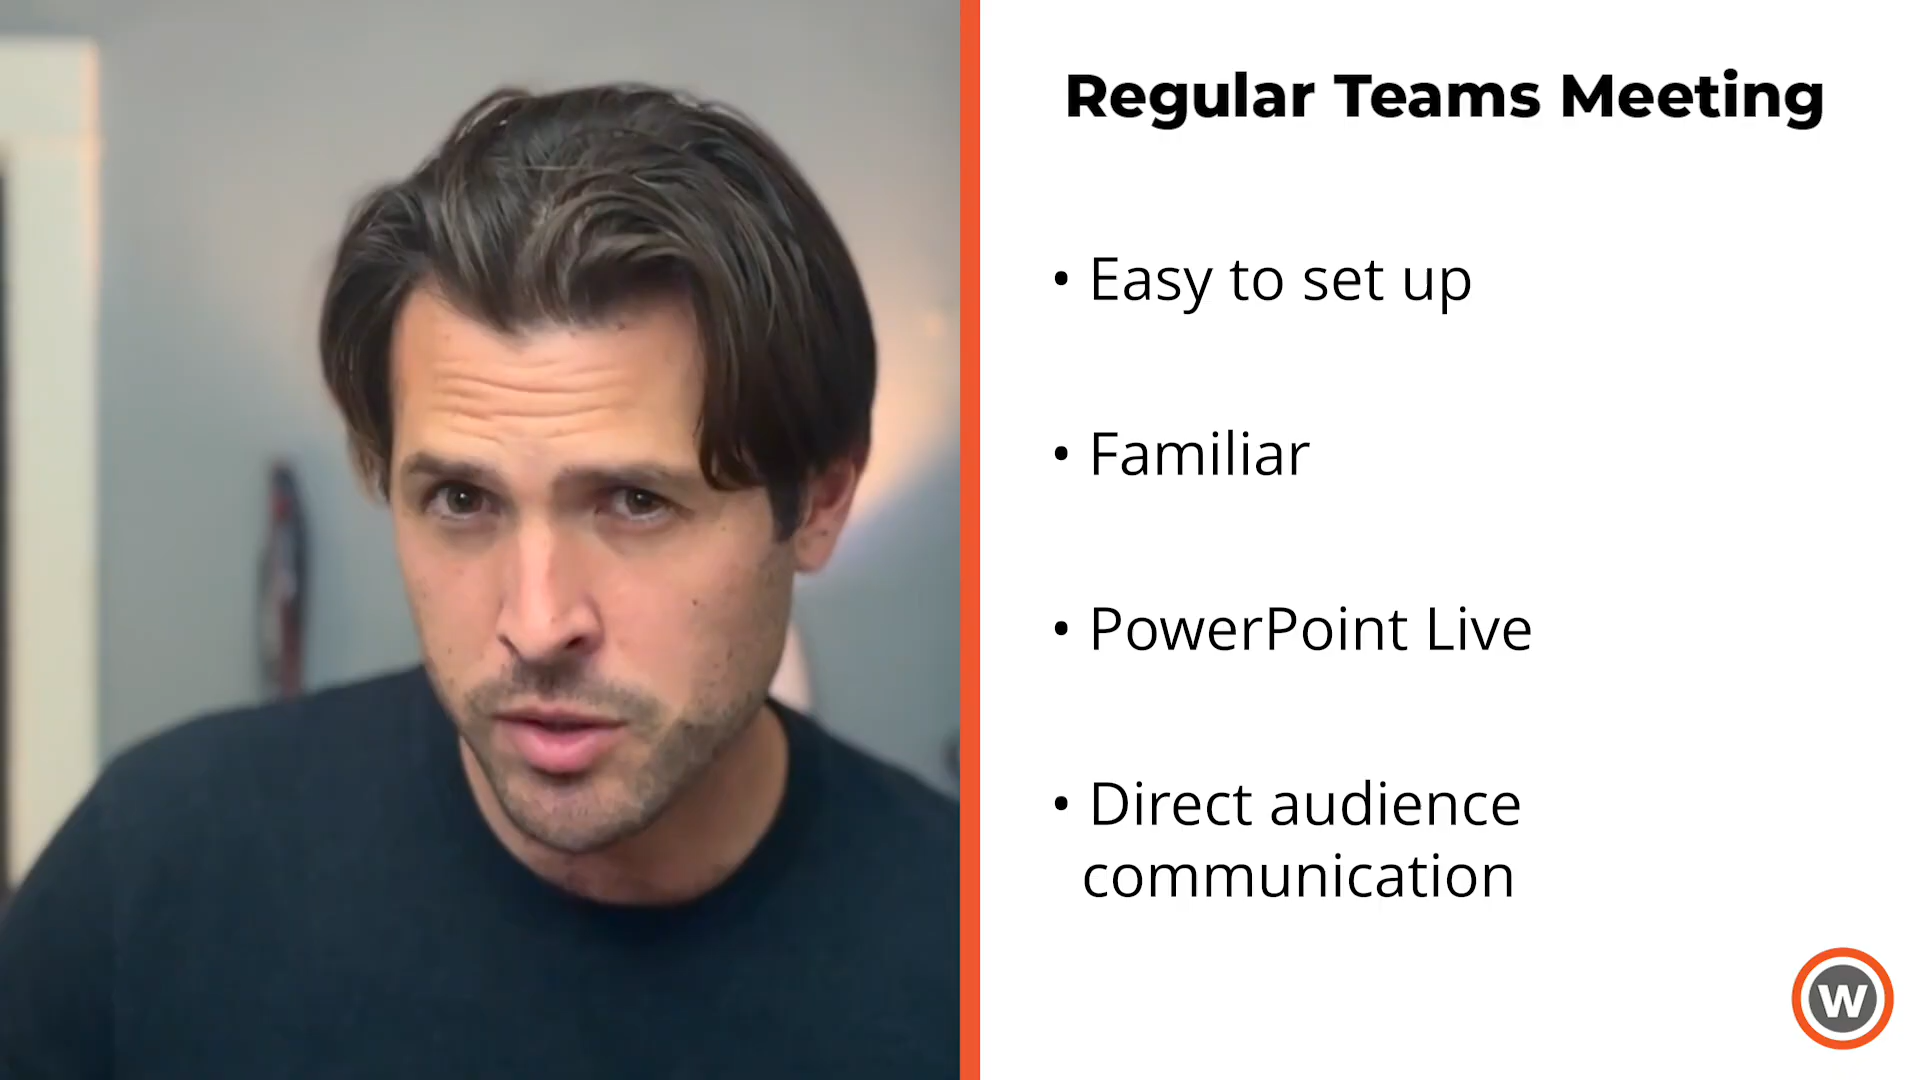 Regular Teams Meeting
• Easy to set up
• Familiar
• PowerPoint Live
• Direct audience
communication
W